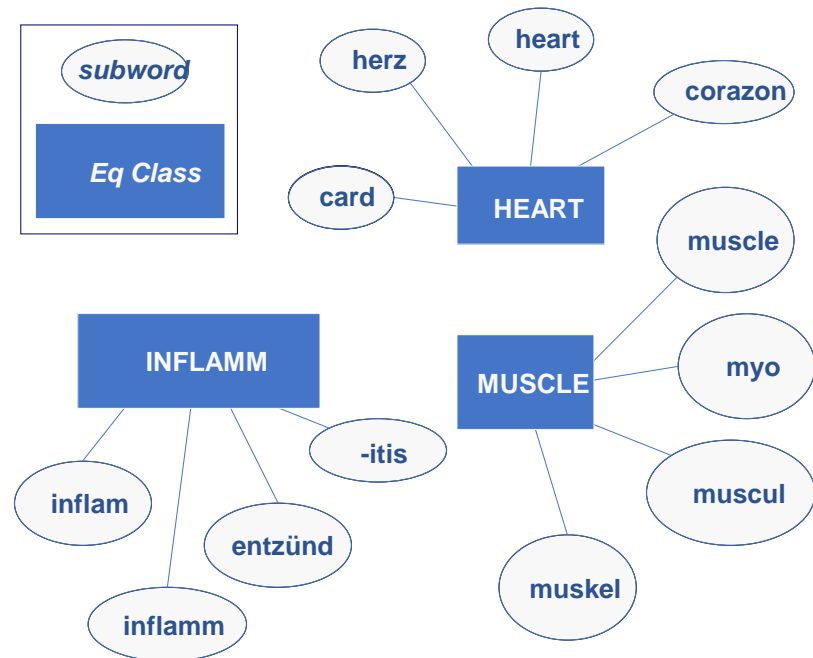 subword
Eq Class
herz
heart
corazon
card
HEART
muscle
INFLAMM
MUSCLE
myo
-itis
inflam
muscul
entzünd
muskel
inflamm